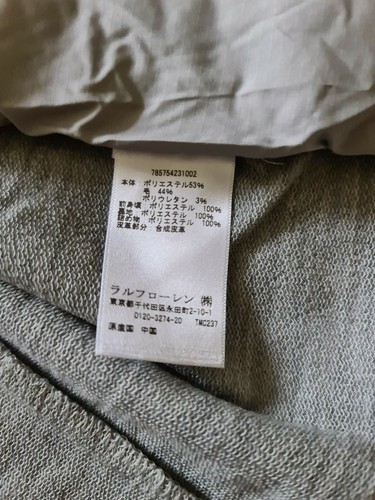 785754231002
本体 ポリエステル53%
毛 44%
ポリウレタン 3%
前身頃 ポリエステル 100%
裏地 ポリエステル 100%
詰め物 ポリエステル 100%
皮革部分：合成皮革
ラルフローレン ㈱
東京都千代田区永田町2-10-1
0120-3274-20 TMC237
原産国 中国